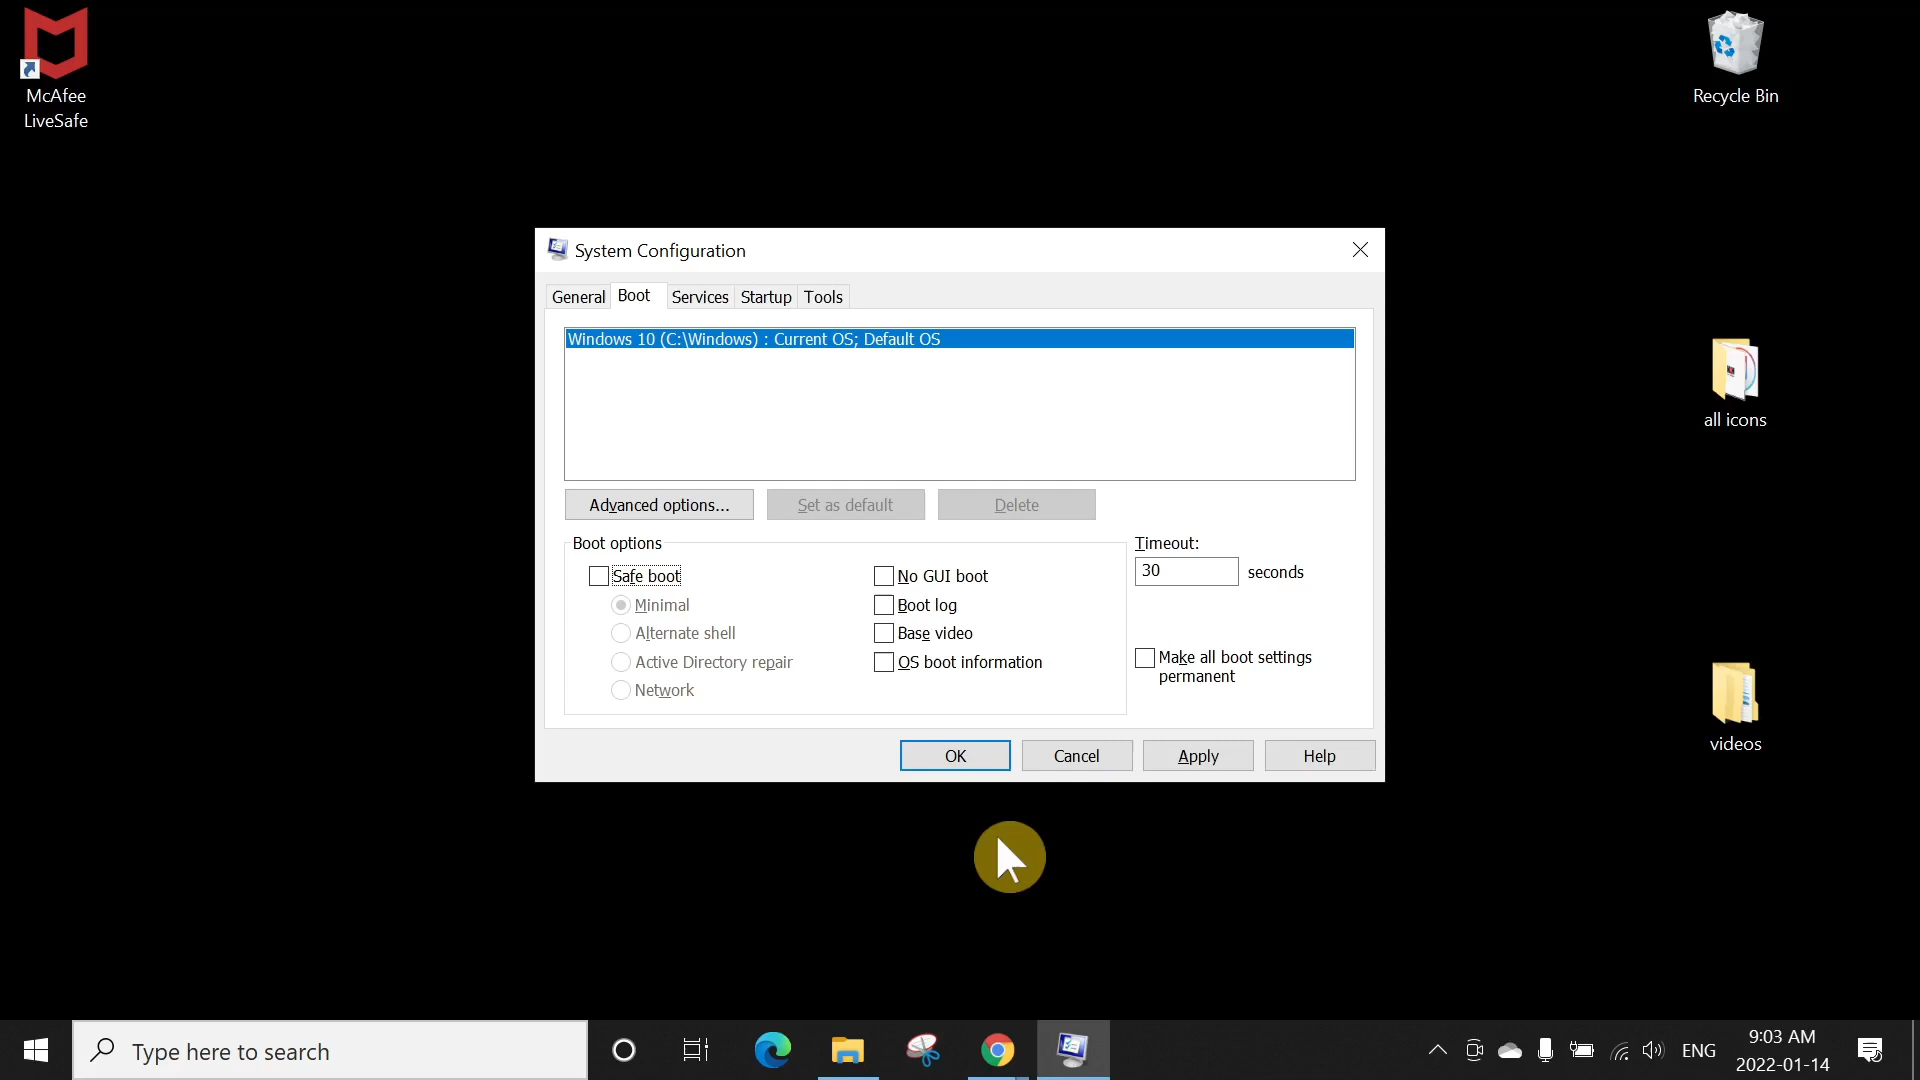 McAfee
LiveSafe
Recycle Bin
System Configuration
General Boot Services Startup Tools
Windows 10 (C:\Windows) : Current OS; Default OS
Advanced options... Set as default Delete
Boot options
Timeout:
Safe boot
No GUI boot
30 seconds
Minimal
Boot log
Alternate shell
Base video
Active Directory repair
OS boot information
Make all boot settings
permanent
Network
OK Cancel Apply Help
all icons
videos
Type here to search
ENG
9:03 AM
2022-01-14